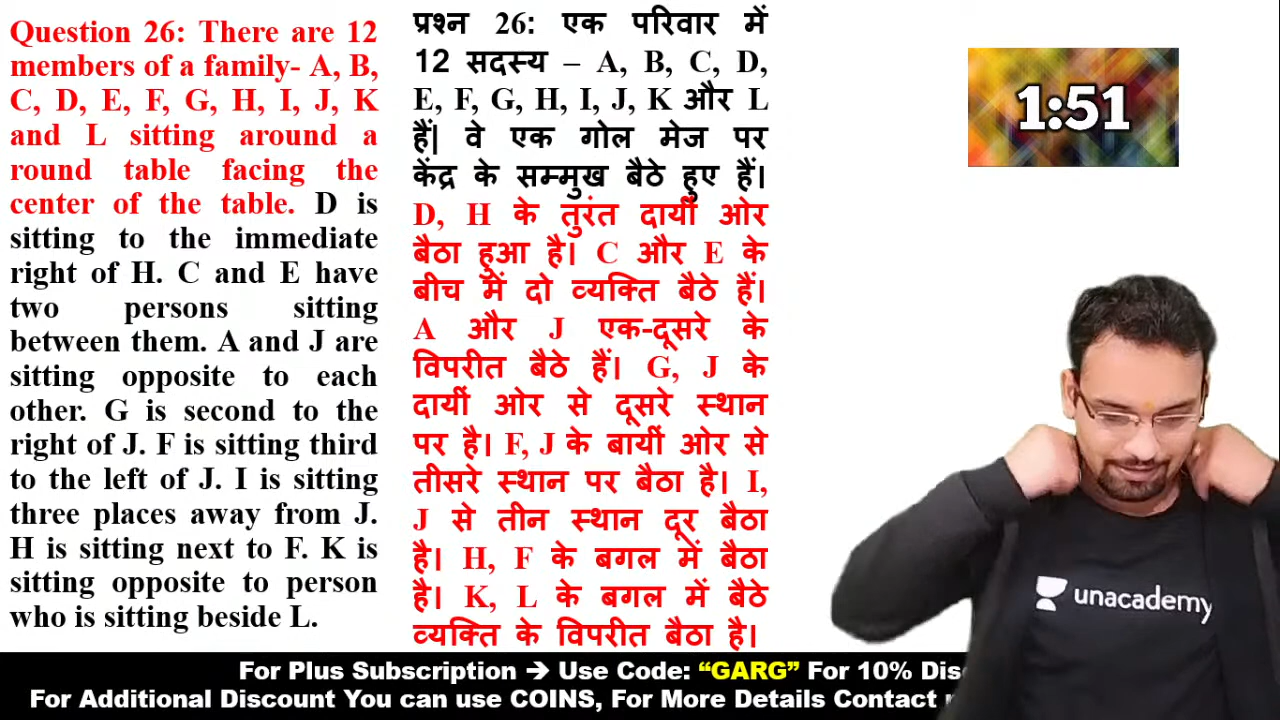 Question 26: There are 12
members of a family- A, B,
C, D, E, F, G, H, I, J, K
and L sitting around a
round table facing the
center of the table. D is
sitting to the immediate
right of H. C and E have
two persons sitting
between them. A and J are
sitting opposite to each
other. G is second to the
right of J. F is sitting third
to the left of J. I is sitting
three places away from J.
H is sitting next to F. K is
sitting opposite to person
who is sitting beside L.
प्रश्न 26: एक परिवार में
12 सदस्य – A, B, C, D,
E, F, G, H, I, J, K और L
हैं| वे एक गोल मेज पर
केंद्र के सम्मुख बैठे हुए हैं।
D, H के तुरंत दायीं ओर
बैठा हुआ है। C और E के
बीच में दो व्यक्ति बैठे हैं।
A और J एक-दूसरे के
विपरीत बैठे हैं। G, J के
दायीं ओर से दूसरे स्थान
पर है। F, J के बायीं ओर से
तीसरे स्थान पर बैठा है। I,
J से तीन स्थान दूर बैठा
है। H, F के बगल में बैठा
है। K, L के बगल में बैठे
व्यक्ति के विपरीत बैठा है।
1:51
unacademy
For Plus Subscription → Use Code: “GARG” For 10%
For Additional Discount You can use COINS, For More Details Contact